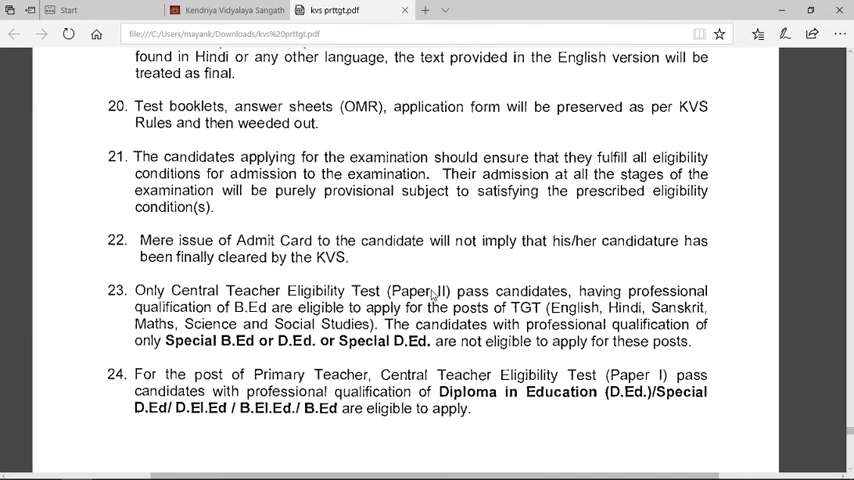 Start
Kendriya Vidyalaya Sangath
kvs prttgt.pdf
file:///C:/Users/mayank/Downloads/kvs%20prttgt.pdf
found in Hindi or any other language, the text provided in the English version will be
treated as final.
20. Test booklets, answer sheets (OMR), application form will be preserved as per KVS
Rules and then weeded out.
21. The candidates applying for the examination should ensure that they fulfill all eligibility
conditions for admission to the examination. Their admission at all the stages of the
examination will be purely provisional subject to satisfying the prescribed eligibility
condition(s).
22. Mere issue of Admit Card to the candidate will not imply that his/her candidature has
been finally cleared by the KVS.
23. Only Central Teacher Eligibility Test (Paper II) pass candidates, having professional
qualification of B.Ed are eligible to apply for the posts of TGT (English, Hindi, Sanskrit,
Maths, Science and Social Studies). The candidates with professional qualification of
only Special B.Ed or D.Ed. or Special D.Ed. are not eligible to apply for these posts.
24. For the post of Primary Teacher, Central Teacher Eligibility Test (Paper I) pass
candidates with professional qualification of Diploma in Education (D.Ed.)/Special
D.Ed/ D.El.Ed / B.El.Ed./ B.Ed are eligible to apply.